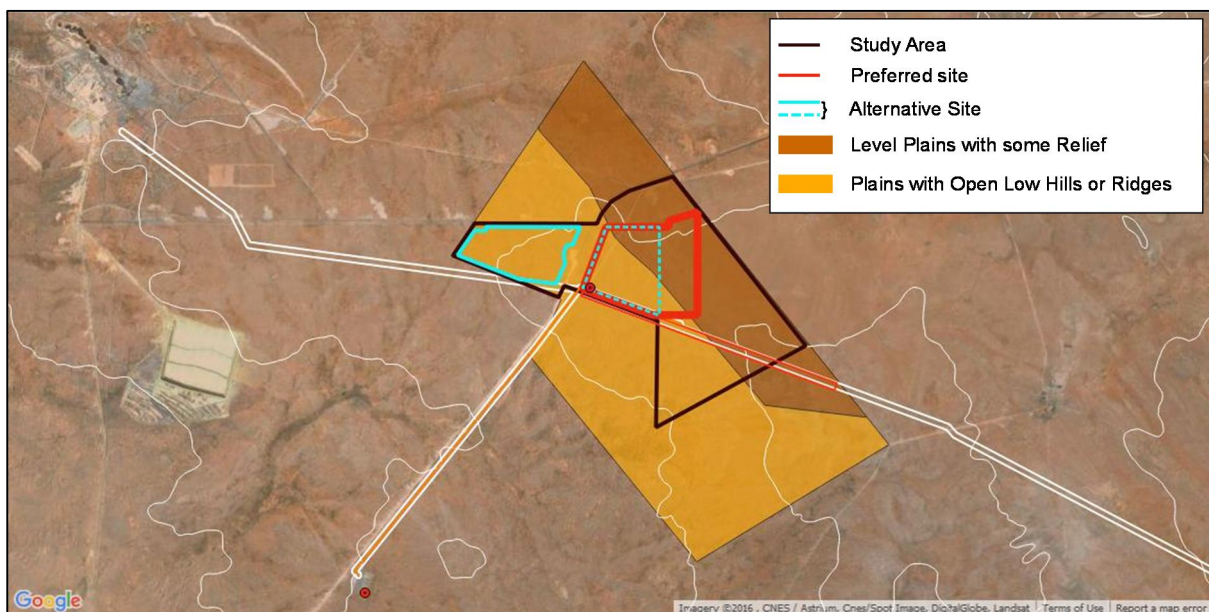 Study Area
Preferred site
Alternative Site
Level Plains with some Relief
Plains with Open Low Hills or Ridges
Google
Imagery ©2016 , CNES / Astrium, Cnes/Spot Image, DigitalGlobe, Landsat | Terms of Use | Report a map error